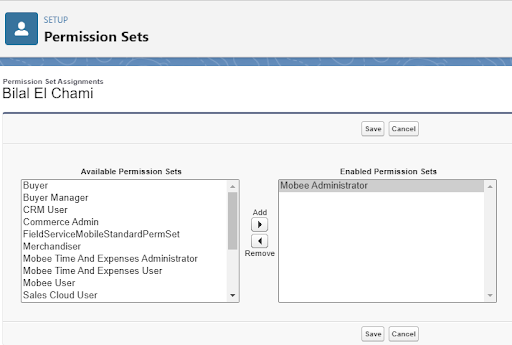 SETUP
Permission Sets
Permission Set Assignments
Bilal El Chami
Save Cancel
Available Permission Sets
Buyer
Buyer Manager
CRM User
Commerce Admin
FieldServiceMobileStandardPermSet
Merchandiser
Mobee Time And Expenses Administrator
Mobee Time And Expenses User
Mobee User
Sales Cloud User
Add
Remove
Enabled Permission Sets
Mobee Administrator
Save Cancel